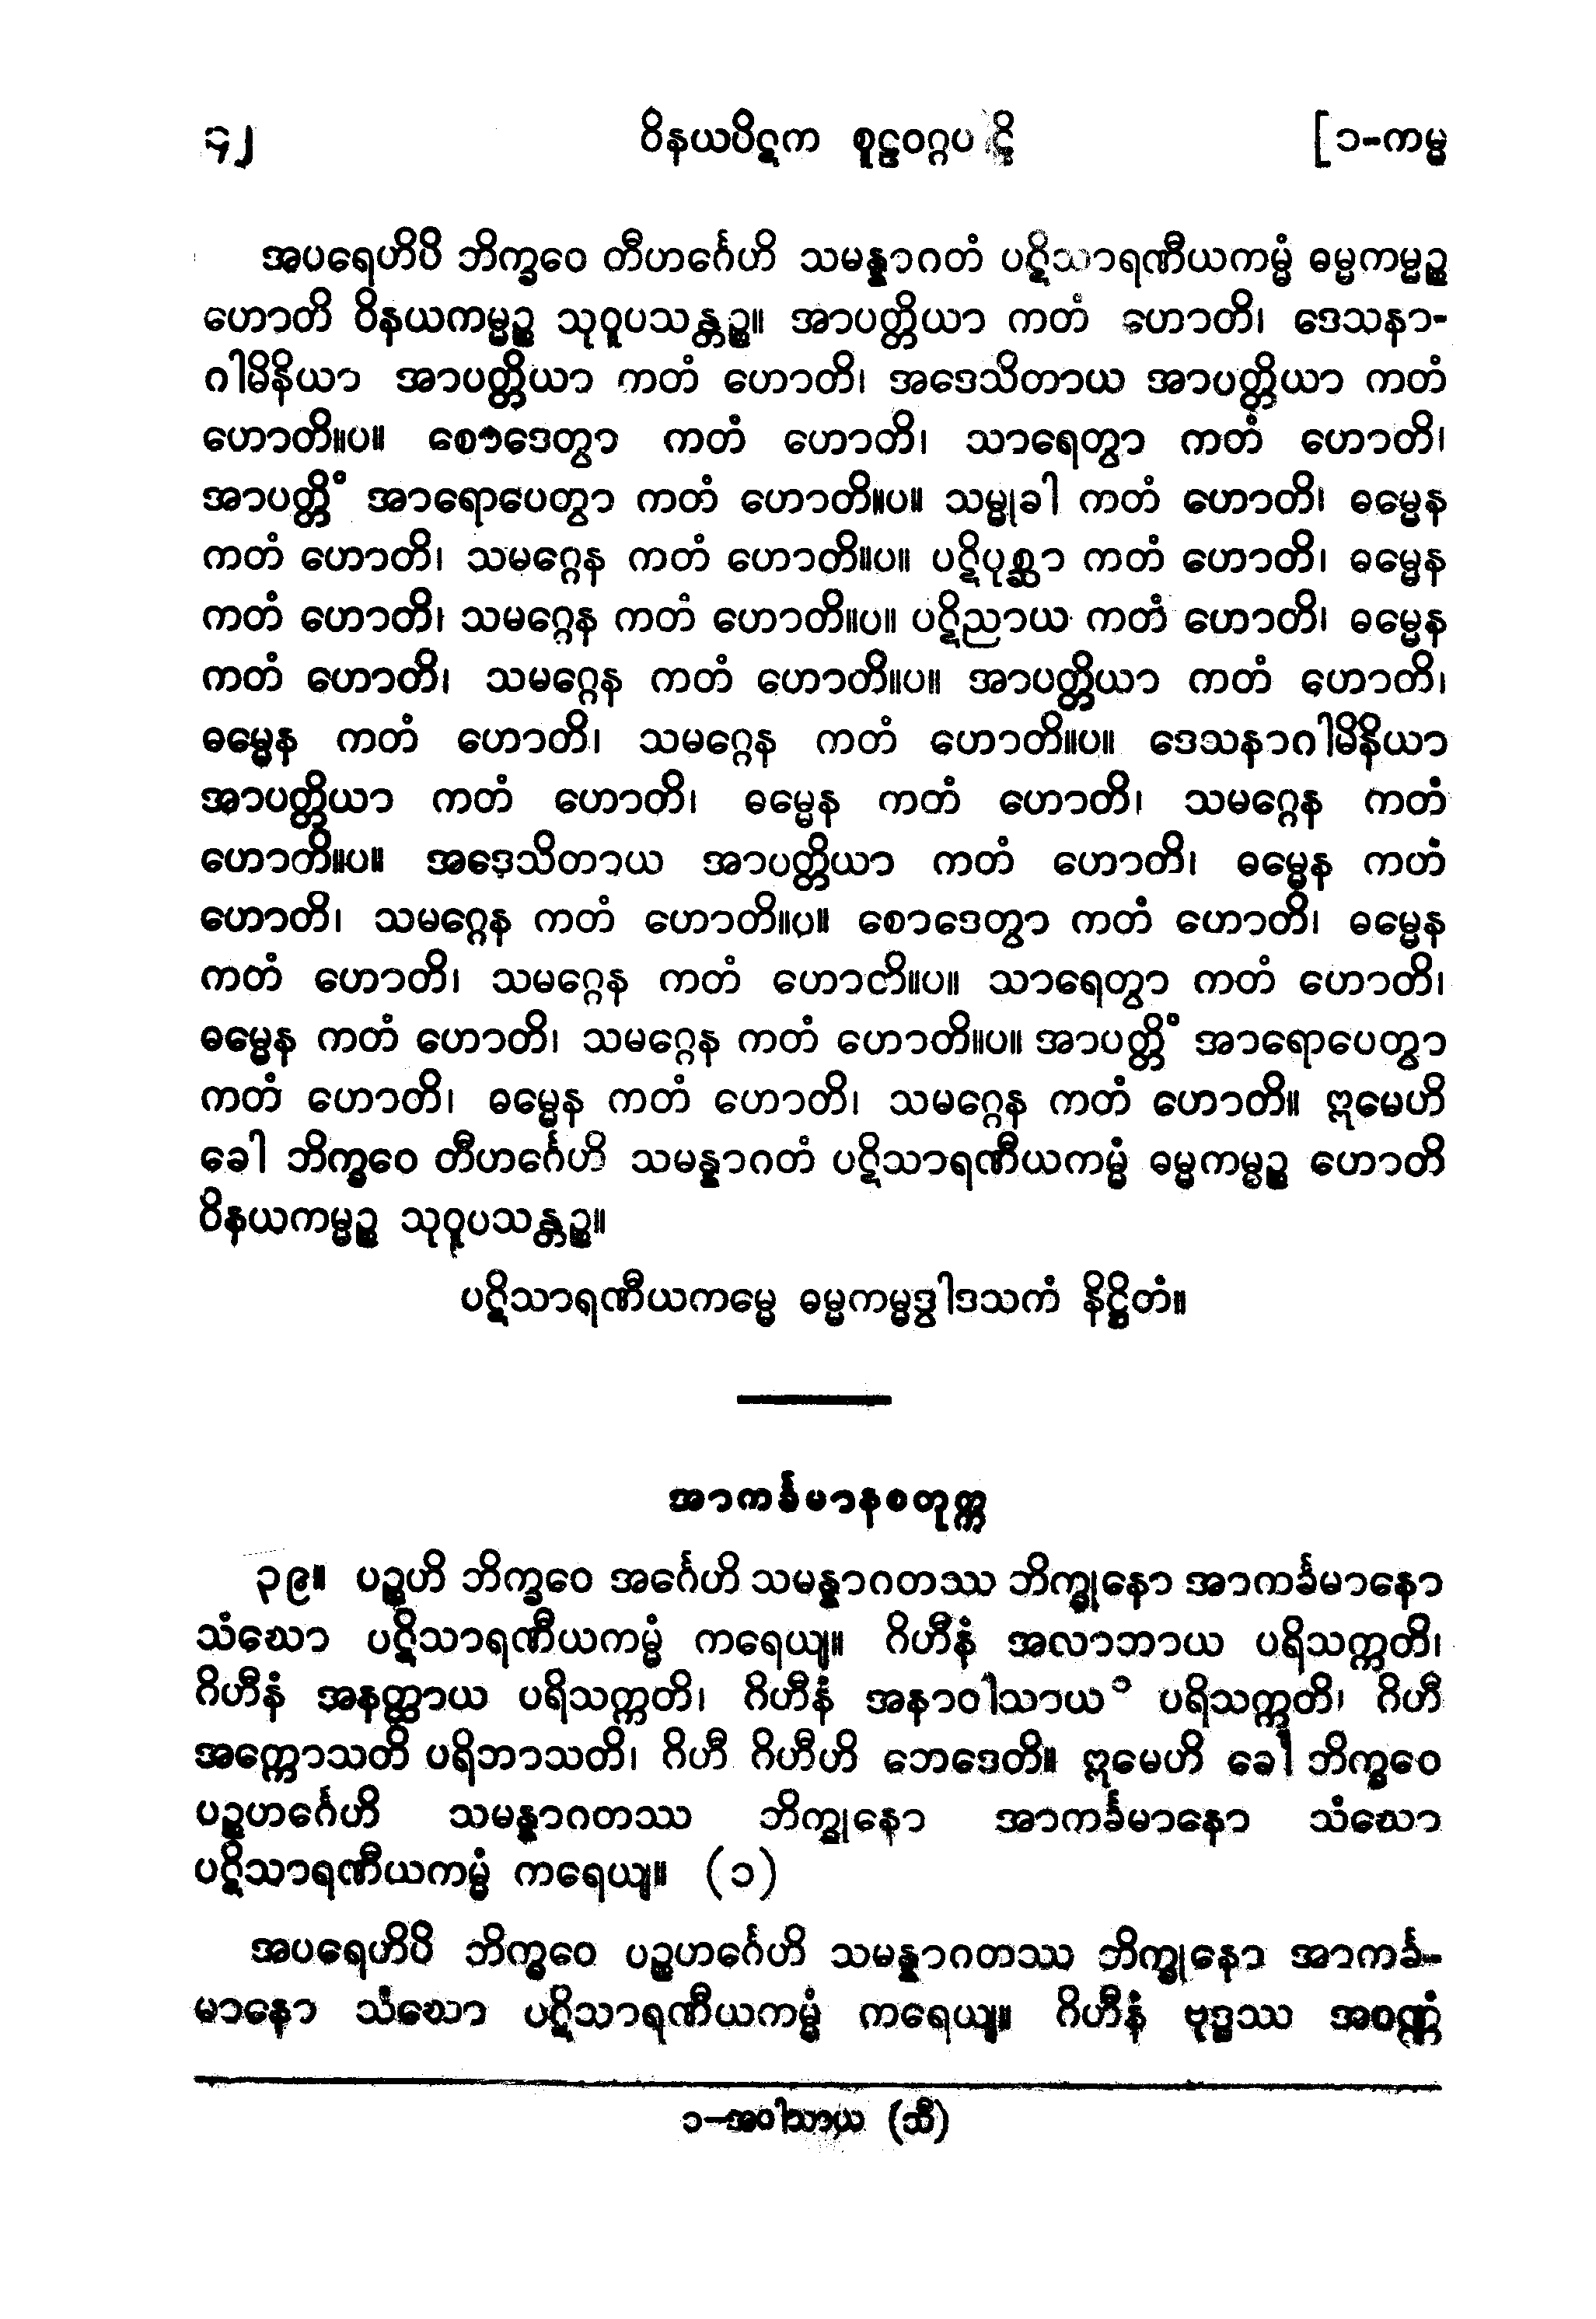 ၃၂ ဝိနယပိဋက စူဠဝဂ္ဂပါဠိ [၁-ကမ္မ
အပရေဟိပိ ဘိက္ခဝေ တီဟင်္ဂေဟိ သမန္နာဂတံ ပဋိသာရဏီယကမ္မံ ဓမ္မကမ္မဉ္စ
ဟောတိ ဝိနယကမ္မဉ္စ သုဝူပသန္တဉ္စ။ အာပတ္တိယာ ကတံ ဟောတိ၊ ဒေသနာ-
ဂါမိနိယာ အာပတ္တိယာ ကတံ ဟောတိ၊ အဒေသိတာယ အာပတ္တိယာ ကတံ
ဟောတိ။ပ။ စောဒေတွာ ကတံ ဟောတိ၊ သာရေတွာ ကတံ ဟောတိ၊
အာပတ္တိံ အာရောပေတွာ ကတံ ဟောတိ။ပ။ သမ္မုခါ ကတံ ဟောတိ၊ ဓမ္မေန
ကတံ ဟောတိ၊ သမဂ္ဂေန ကတံ ဟောတိ။ပ။ ပဋိပုစ္ဆာ ကတံ ဟောတိ၊ ဓမ္မေန
ကတံ ဟောတိ၊ သမဂ္ဂေန ကတံ ဟောတိ။ပ။ ပဋိညာယ ကတံ ဟောတိ၊ ဓမ္မေန
ကတံ ဟောတိ၊ သမဂ္ဂေန ကတံ ဟောတိ။ပ။ အာပတ္တိယာ ကတံ ဟောတိ၊
ဓမ္မေန ကတံ ဟောတိ၊ သမဂ္ဂေန ကတံ ဟောတိ။ပ။ ဒေသနာဂါမိနိယာ
အာပတ္တိယာ ကတံ ဟောတိ၊ ဓမ္မေန ကတံ ဟောတိ၊ သမဂ္ဂေန ကတံ
ဟောတိ။ပ။ အဒေသိတာယ အာပတ္တိယာ ကတံ ဟောတိ၊ ဓမ္မေန ကဟံ
ဟောတိ၊ သမဂ္ဂေန ကတံ ဟောတိ။ပ။ စောဒေတွာ ကတံ ဟောတိ၊ ဓမ္မေန
ကတံ ဟောတိ၊ သမဂ္ဂေန ကတံ ဟောတိ။ပ။ သာရေတွာ ကတံ ဟောတိ၊
ဓမ္မေန ကတံ ဟောတိ၊ သမဂ္ဂေန ကတံ ဟောတိ။ပ။ အာပတ္တိံ အာရောပေတွာ
ကတံ ဟောတိ၊ ဓမ္မေန ကတံ ဟောတိ၊ သမဂ္ဂေန ကတံ ဟောတိ။ ဣမေဟိ
ခေါ ဘိက္ခဝေ တီဟင်္ဂေဟိ သမန္နာဂတံ ပဋိသာရဏီယကမ္မံ ဓမ္မကမ္မဉ္စ ဟောတိ
ဝိနယကမ္မဉ္စ သုဝူပသန္တဉ္စ။
ပဋိသာရဏီယကမ္မေ ဓမ္မကမ္မဒွါဒသကံ နိဋ္ဌိတံ။
အာကင်္ခမာနစတုက္က
၃၉။ ပဉ္စဟိ ဘိက္ခဝေ အင်္ဂေဟိ သမန္နာဂတဿ ဘိက္ခုနော အာကင်္ခမာနော
သံဃော ပဋိသာရဏီယကမ္မံ ကရေယျ။ ဂိဟီနံ အလာဘာယ ပရိသက္ကတိ၊
ဂိဟီနံ အနတ္ထာယ ပရိသက္ကတိ၊ ဂိဟီနံ အနာဝါသာယ ၁ ပရိသက္ကတိ၊ ဂိဟီ
အက္ကောသတိ ပရိဘာသတိ၊ ဂိဟီ ဂိဟီဟိ ဘေဒေတိ။ ဣမေဟိ ခေါ ဘိက္ခဝေ
ပဉ္စဟင်္ဂေဟိ သမန္နာဂတဿ ဘိက္ခုနော အာကင်္ခမာနော သံဃော
ပဋိသာရဏီယကမ္မံ ကရေယျ။ (၁)
အပရေဟိပိ ဘိက္ခဝေ ပဉ္စဟင်္ဂေဟိ သမန္နာဂတဿ ဘိက္ခုနော အာကင်္ခ-
မာနော သံဃော ပဋိသာရဏီယကမ္မံ ကရေယျ။ ဂိဟီနံ ဗုဒ္ဓဿ အဝဏ္ဏံ
၁-အဝါသာယ (သီ)